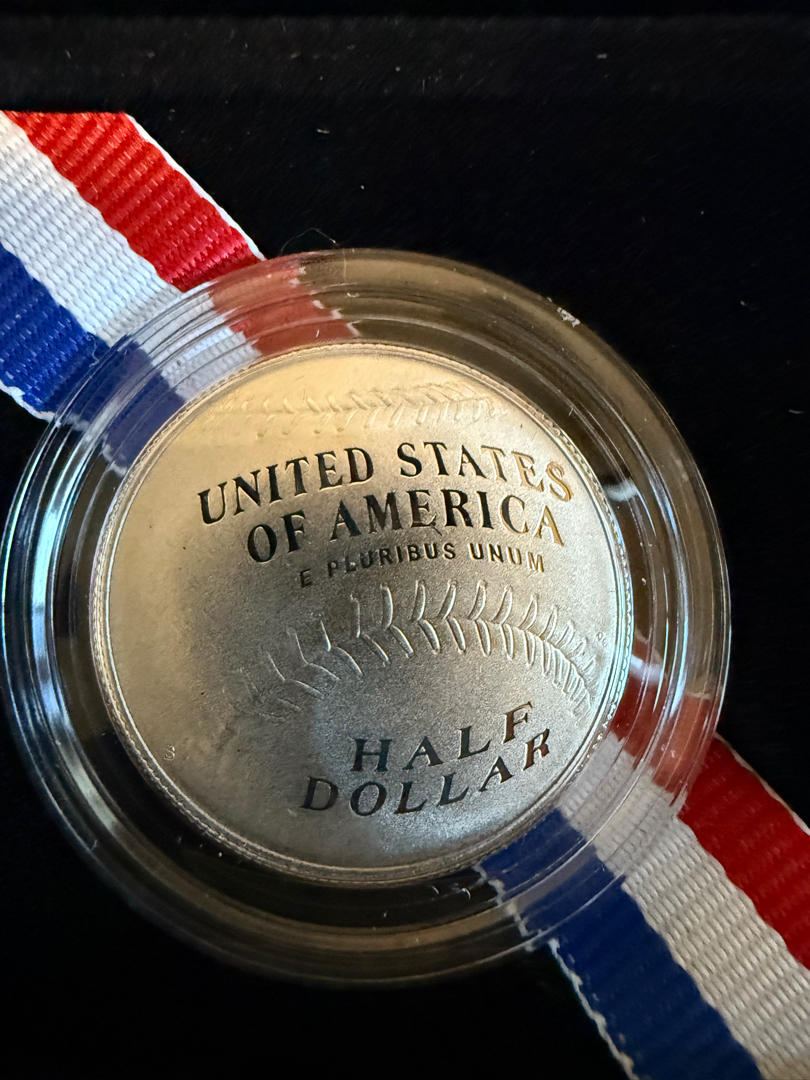 UNITED STATES
OF AMERICA
E PLURIBUS UNUM
HALF
DOLLAR
S